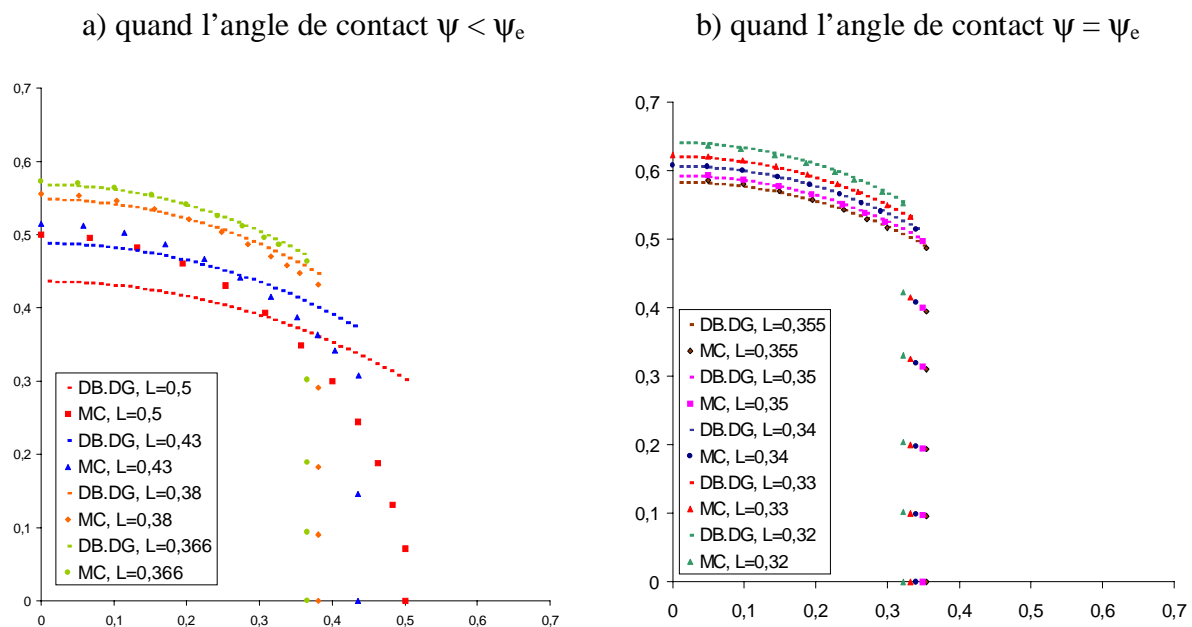 a) quand l’angle de contact ψ < ψe
b) quand l’angle de contact ψ = ψe
0,7
0,6
0,5
0,4
0,3
0,2
0,1
0
0 0,1 0,2 0,3 0,4 0,5 0,6 0,7
DB.DG, L=0,5
MC, L=0,5
DB.DG, L=0,43
MC, L=0,43
DB.DG, L=0,38
MC, L=0,38
DB.DG, L=0,366
MC, L=0,366
0,7
0,6
0,5
0,4
0,3
0,2
0,1
0
0 0,1 0,2 0,3 0,4 0,5 0,6 0,7
DB.DG, L=0,355
MC, L=0,355
DB.DG, L=0,35
MC, L=0,35
DB.DG, L=0,34
MC, L=0,34
DB.DG, L=0,33
MC, L=0,33
DB.DG, L=0,32
MC, L=0,32